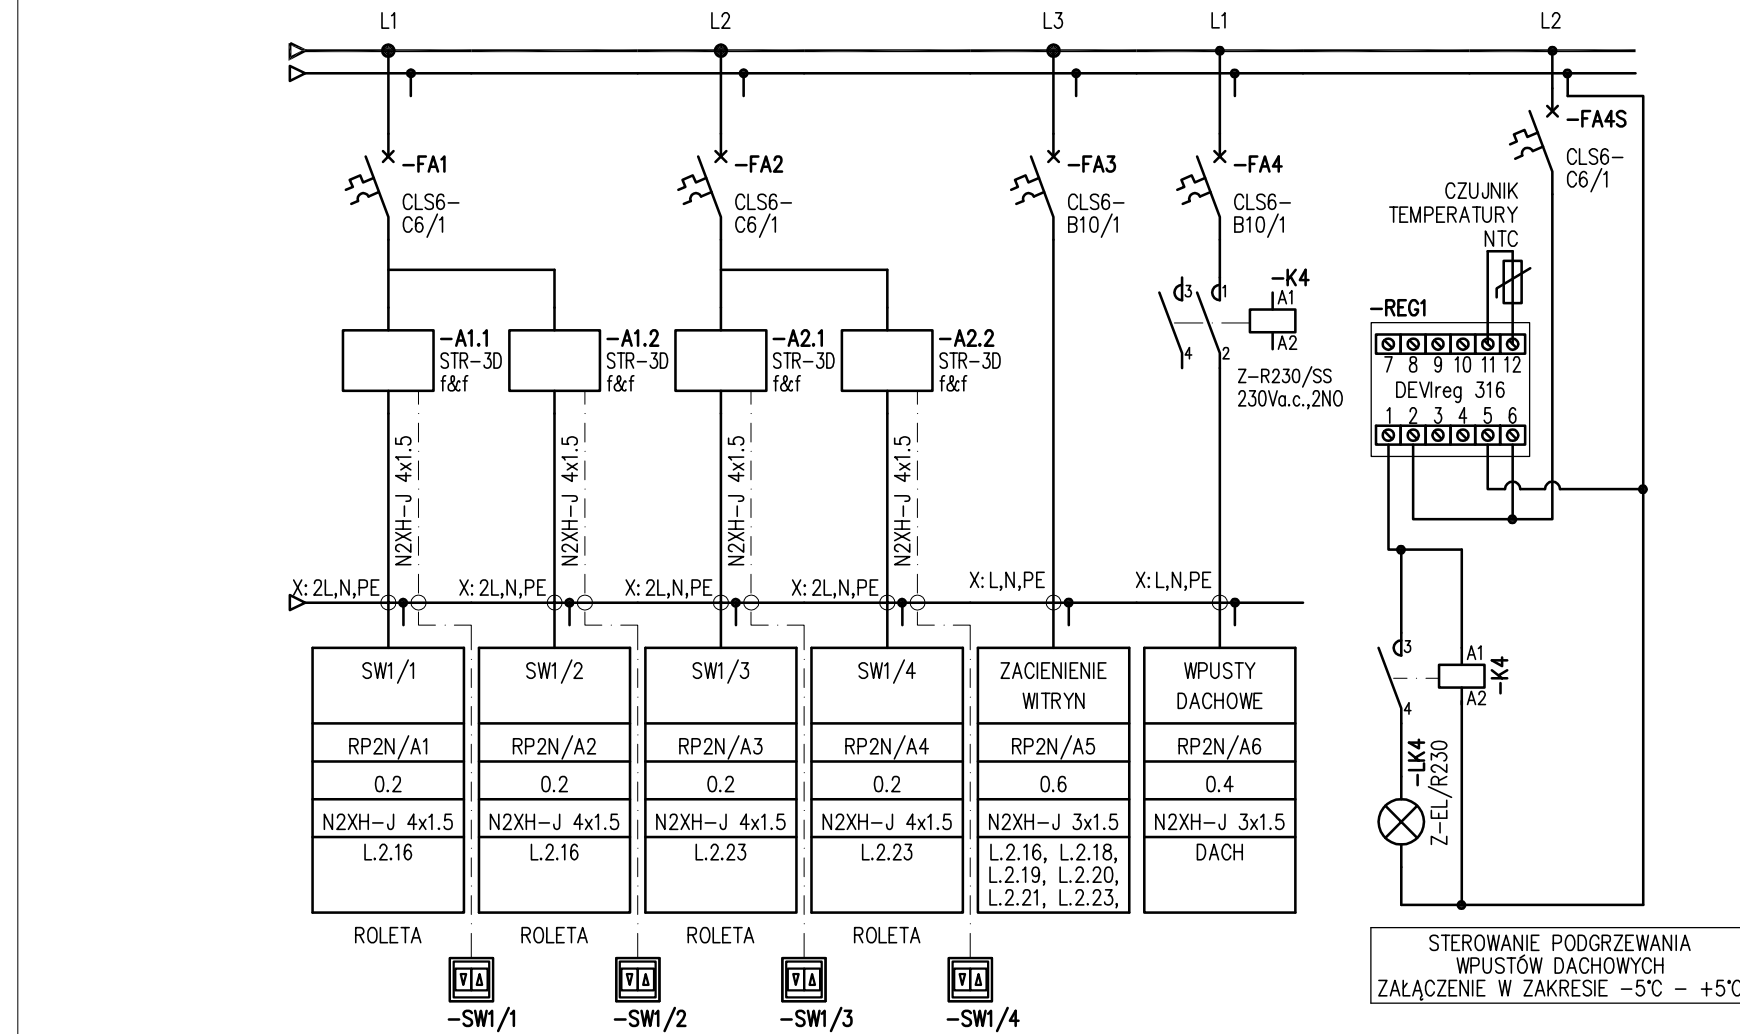 L1 L2 L3 L1 L2
-FA1 -FA2 -FA3 -FA4 -FA4S
CLS6- CLS6- CLS6- CLS6- CLS6-
C6/1 C6/1 B10/1 B10/1 C6/1
CZUJNIK
TEMPERATURY
NTC
-K4
3 1 A1
4 2 A2
Z-R230/SS
230Va.c.,2NO
-REG1
7 8 9 10 11 12
DEVIreg 316
1 2 3 4 5 6
-A1.1 -A1.2 -A2.1 -A2.2
STR-3D STR-3D STR-3D STR-3D
f&f f&f f&f f&f
N2XH-J 4x1.5 N2XH-J 4x1.5 N2XH-J 4x1.5 N2XH-J 4x1.5
X: 2L,N,PE X: 2L,N,PE X: 2L,N,PE X: 2L,N,PE X: L,N,PE X: L,N,PE
SW1/1 SW1/2 SW1/3 SW1/4 ZACIENIENIE WPUSTY
WITRYN DACHOWE
RP2N/A1 RP2N/A2 RP2N/A3 RP2N/A4 RP2N/A5 RP2N/A6
0.2 0.2 0.2 0.2 0.6 0.4
N2XH-J 4x1.5 N2XH-J 4x1.5 N2XH-J 4x1.5 N2XH-J 4x1.5 N2XH-J 3x1.5 N2XH-J 3x1.5
L.2.16 L.2.16 L.2.23 L.2.23 L.2.16, L.2.18, DACH
L.2.19, L.2.20,
L.2.21, L.2.23,
ROLETA ROLETA ROLETA ROLETA
-SW1/1 -SW1/2 -SW1/3 -SW1/4
3 A1
4 A2
-K4
-LK4
Z-EL/R230
STEROWANIE PODGRZEWANIA
WPUSTÓW DACHOWYCH
ZAŁĄCZENIE W ZAKRESIE -5°C - +5°C